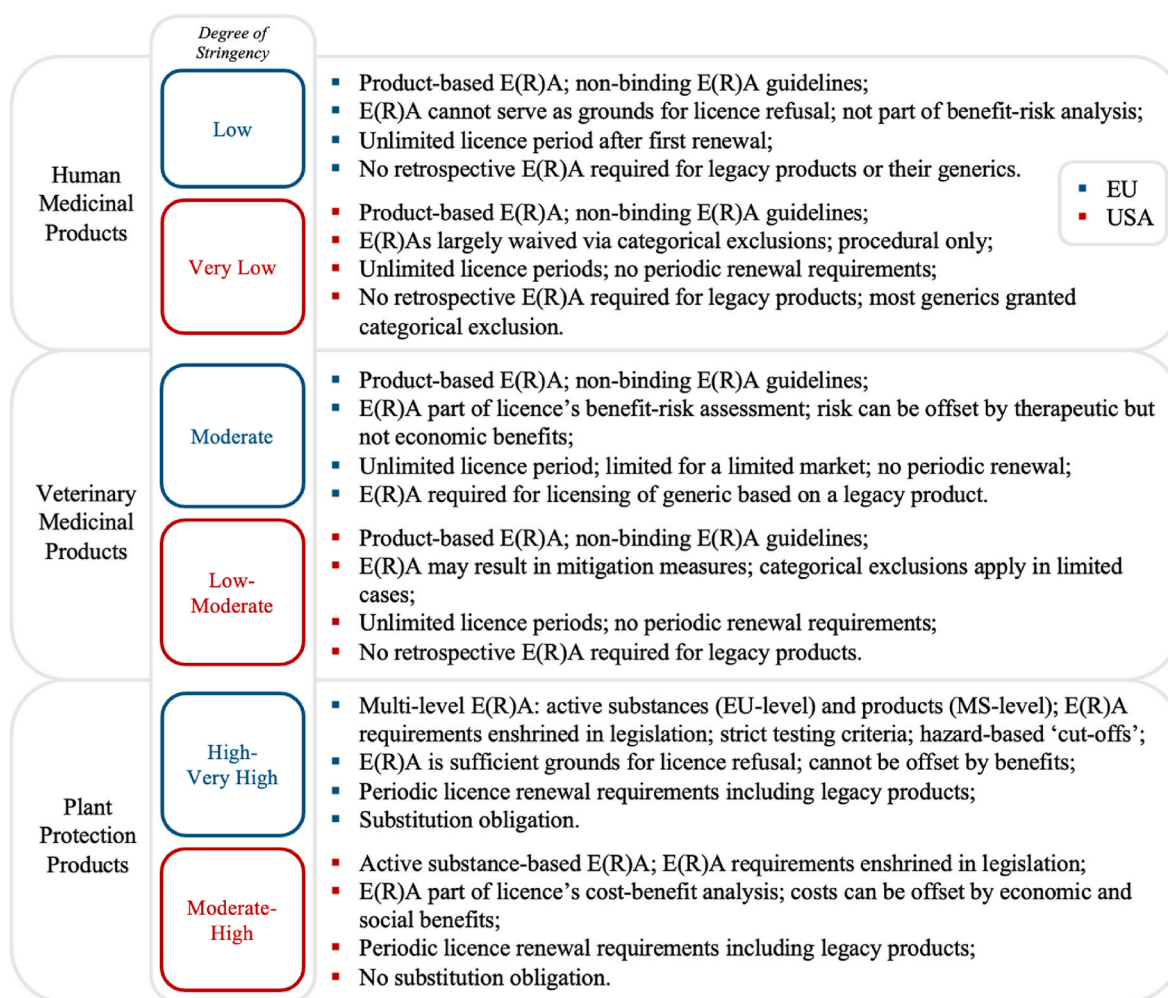 Degree of
Stringency
Human
Medicinal
Products
Low
▪ Product-based E(R)A; non-binding E(R)A guidelines;
▪ E(R)A cannot serve as grounds for licence refusal; not part of benefit-risk analysis;
▪ Unlimited licence period after first renewal;
▪ No retrospective E(R)A required for legacy products or their generics.
▪ EU
▪ USA
Very Low
▪ Product-based E(R)A; non-binding E(R)A guidelines;
▪ E(R)As largely waived via categorical exclusions; procedural only;
▪ Unlimited licence periods; no periodic renewal requirements;
▪ No retrospective E(R)A required for legacy products; most generics granted
categorical exclusion.
Veterinary
Medicinal
Products
Moderate
▪ Product-based E(R)A; non-binding E(R)A guidelines;
▪ E(R)A part of licence's benefit-risk assessment; risk can be offset by therapeutic but
not economic benefits;
▪ Unlimited licence period; limited for a limited market; no periodic renewal;
▪ E(R)A required for licensing of generic based on a legacy product.
Low-
Moderate
▪ Product-based E(R)A; non-binding E(R)A guidelines;
▪ E(R)A may result in mitigation measures; categorical exclusions apply in limited
cases;
▪ Unlimited licence periods; no periodic renewal requirements;
▪ No retrospective E(R)A required for legacy products.
Plant
Protection
Products
High-
Very High
▪ Multi-level E(R)A: active substances (EU-level) and products (MS-level); E(R)A
requirements enshrined in legislation; strict testing criteria; hazard-based ‘cut-offs’;
▪ E(R)A is sufficient grounds for licence refusal; cannot be offset by benefits;
▪ Periodic licence renewal requirements including legacy products;
▪ Substitution obligation.
Moderate-
High
▪ Active substance-based E(R)A; E(R)A requirements enshrined in legislation;
▪ E(R)A part of licence's cost-benefit analysis; costs can be offset by economic and
social benefits;
▪ Periodic licence renewal requirements including legacy products;
▪ No substitution obligation.